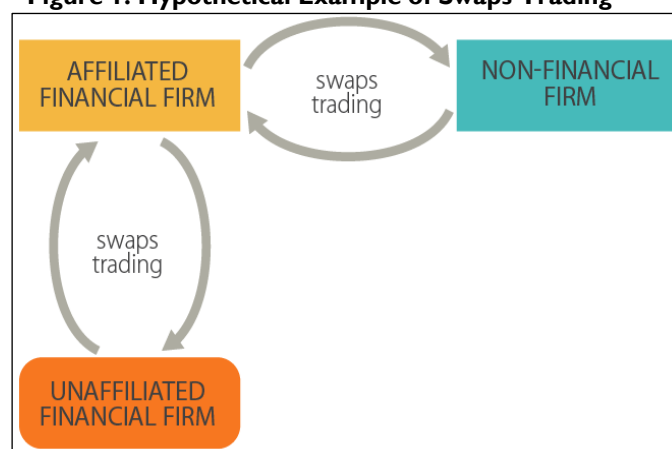 Figure 1. Hypothetical Example of Swaps Trading
AFFILIATED
FINANCIAL FIRM
swaps
trading
NON-FINANCIAL
FIRM
swaps
trading
UNAFFILIATED
FINANCIAL FIRM